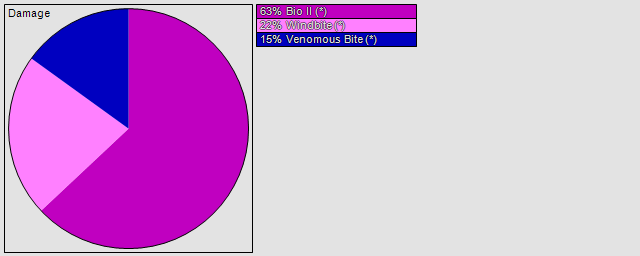 Damage
63% Bio II (*)
22% Windbite (*)
15% Venomous Bite (*)